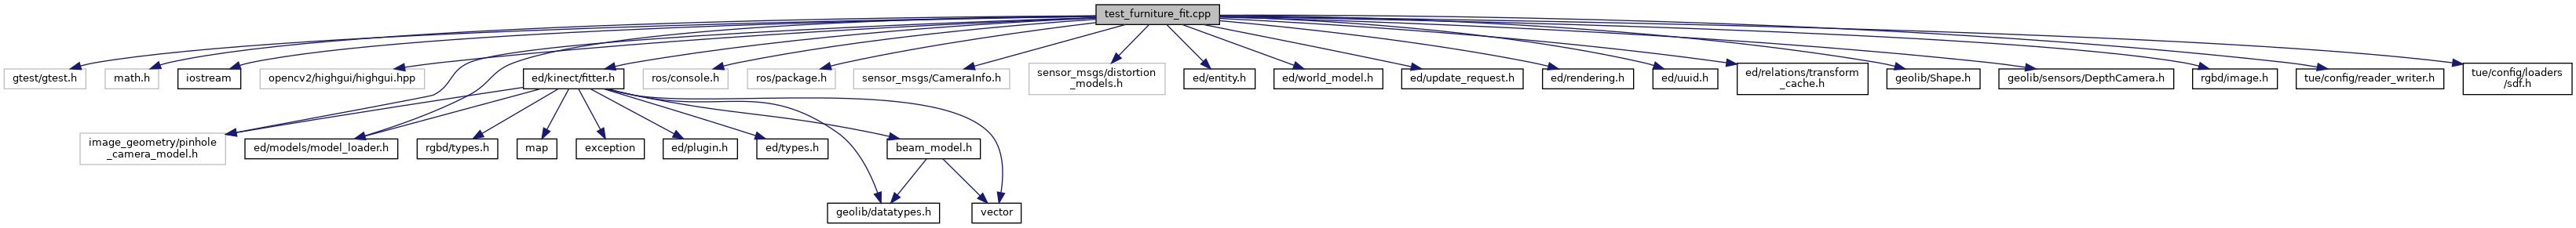 test_furniture_fit.cpp
gtest/gtest.h
math.h
iostream
opencv2/highgui/highgui.hpp
ed/kinect/fitter.h
ros/console.h
ros/package.h
sensor_msgs/CameraInfo.h
sensor_msgs/distortion
_models.h
ed/entity.h
ed/world_model.h
ed/update_request.h
ed/rendering.h
ed/uuid.h
ed/relations/transform
_cache.h
geolib/Shape.h
geolib/sensors/DepthCamera.h
rgbd/image.h
tue/config/reader_writer.h
tue/config/loaders
/sdf.h
image_geometry/pinhole
_camera_model.h
ed/models/model_loader.h
rgbd/types.h
map
exception
ed/plugin.h
ed/types.h
beam_model.h
geolib/datatypes.h
vector